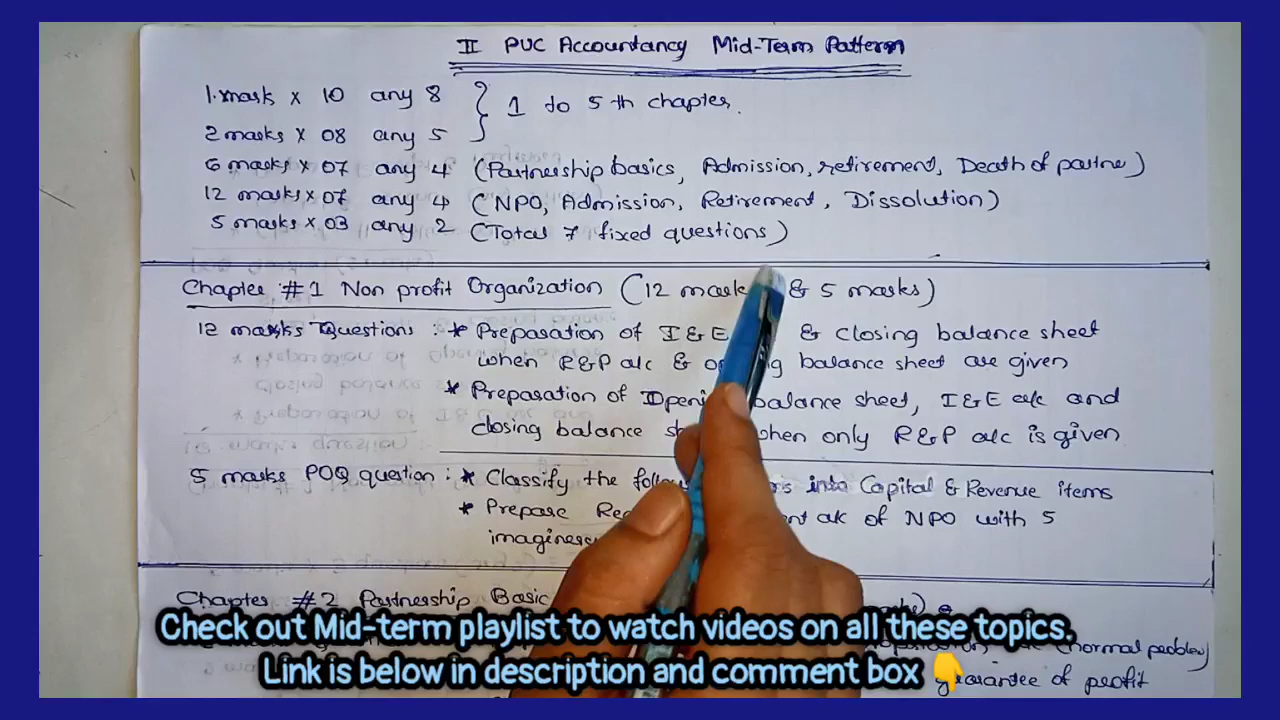 II PUC Accountancy Mid-Term Pattern
1 mark x 10 any 8 } 1 to 5 th chapter.
2 marks x 08 any 5
6 marks x 07 any 4 (Partnership basics, Admission, retirement, Death of partne)
12 marks x 07 any 4 (NPO, Admission, Retirement, Dissolution)
5 marks x 03 any 2 (Total 7 fixed questions)
Chapter #1 Non profit Organization (12 mark & 5 marks)
12 marks Questions : * Preparation of I & E & Closing balance sheet
when R&P a/c & balance sheet are given
* Preparation of balance sheet, I&E a/c and
closing balance when only R&P a/c is given
5 marks POQ question : * Classify the into Capital & Revenue items
* Prepare a/c of NPO with 5
Chapter #2 Partnership Basic
(normal problem)
guarantee of profit
Check out Mid-term playlist to watch videos on all these topics.
Link is below in description and comment box 👇